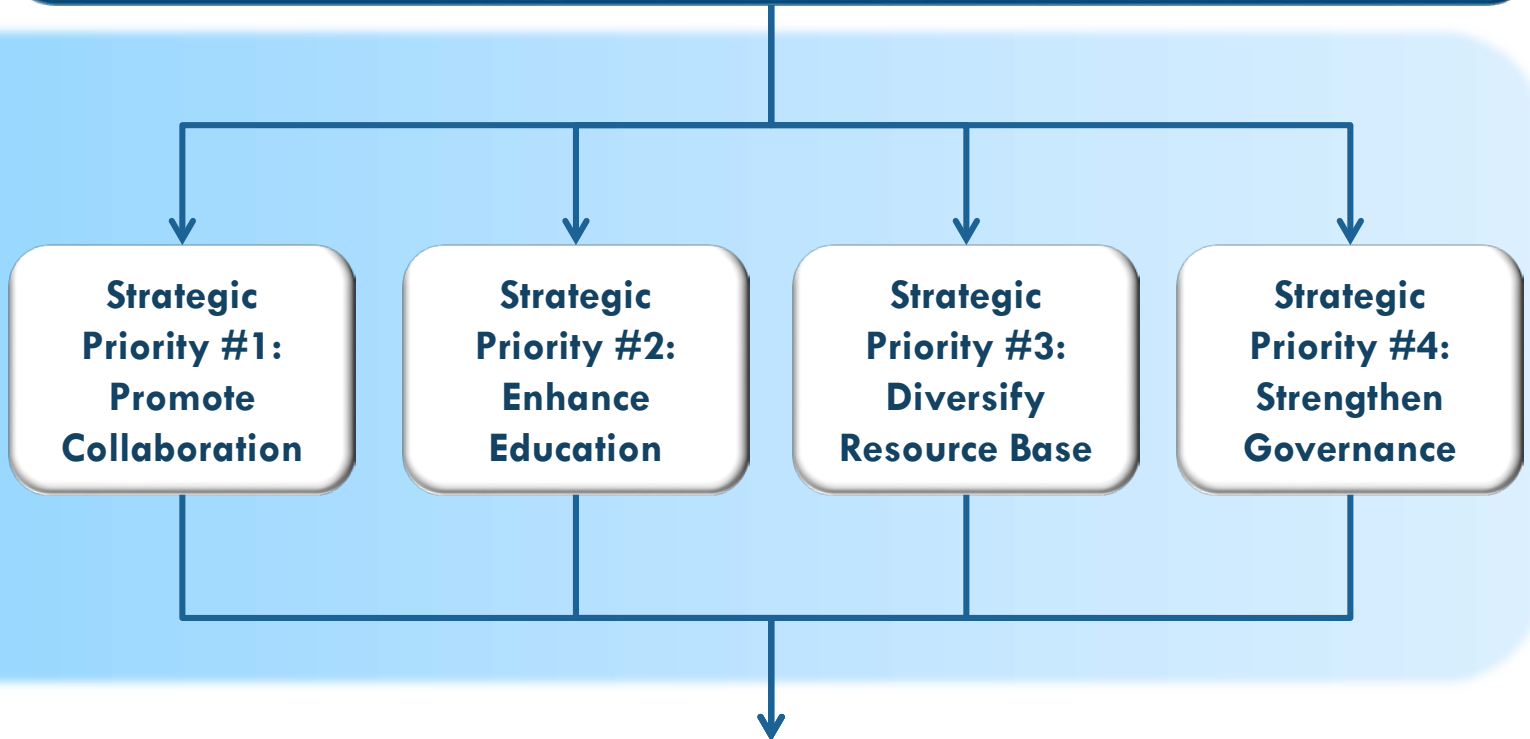 Strategic
Priority #1:
Promote
Collaboration
Strategic
Priority #2:
Enhance
Education
Strategic
Priority #3:
Diversify
Resource Base
Strategic
Priority #4:
Strengthen
Governance